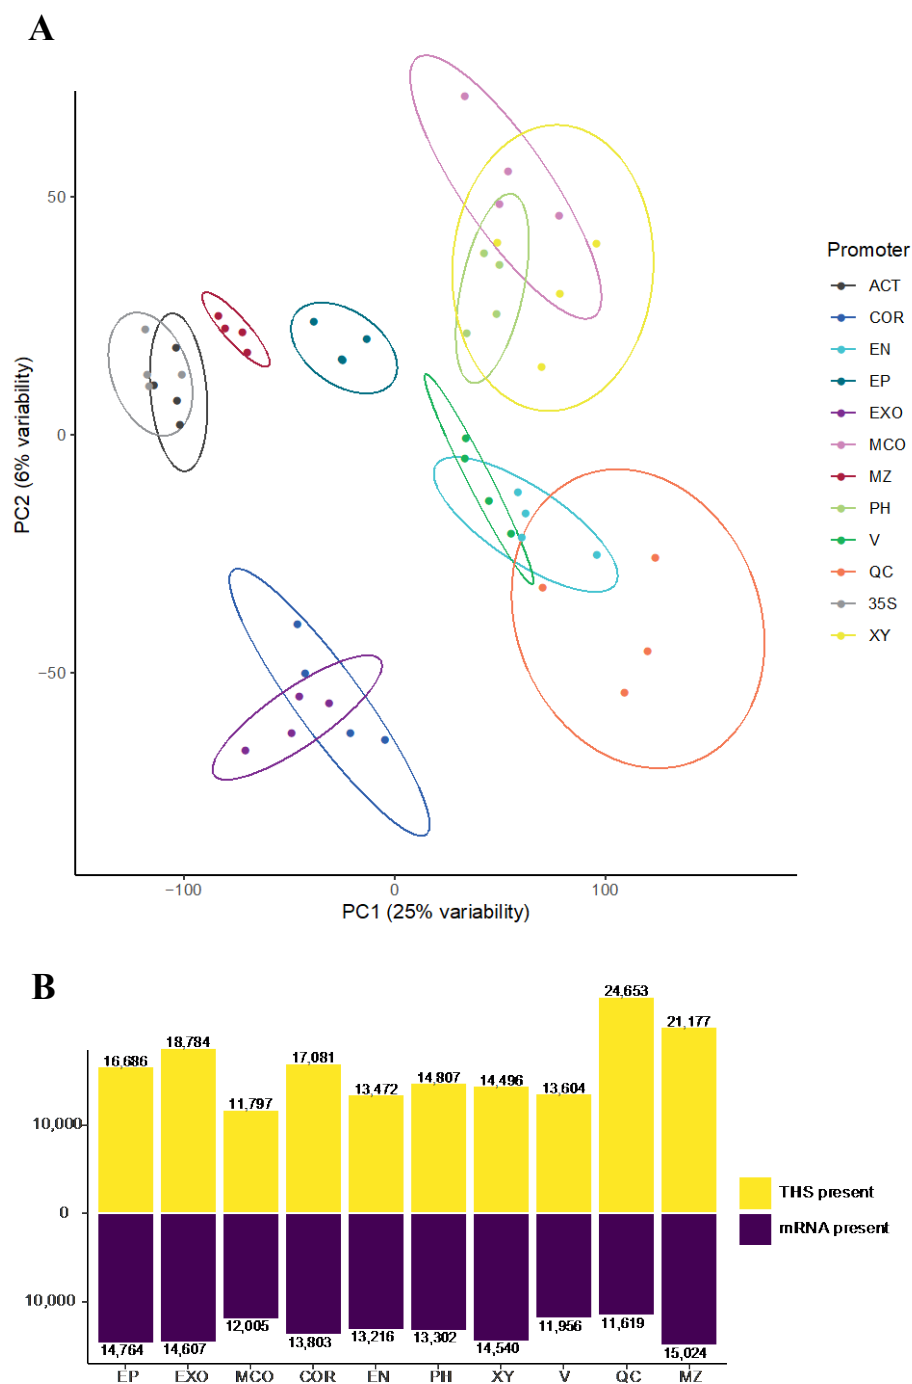 A
50
0
−50
PC2 (6% variability)
−100
0
100
PC1 (25% variability)
Promoter
ACT
COR
EN
EP
EXO
MCO
MZ
PH
V
QC
35S
XY
B
16,686
18,784
11,797
17,081
13,472
14,807
14,496
13,604
24,653
21,177
10,000
0
10,000
THS present
mRNA present
14,764
14,607
12,005
13,803
13,216
13,302
14,540
11,956
11,619
15,024
EP
EXO
MCO
COR
EN
PH
XY
V
QC
MZ